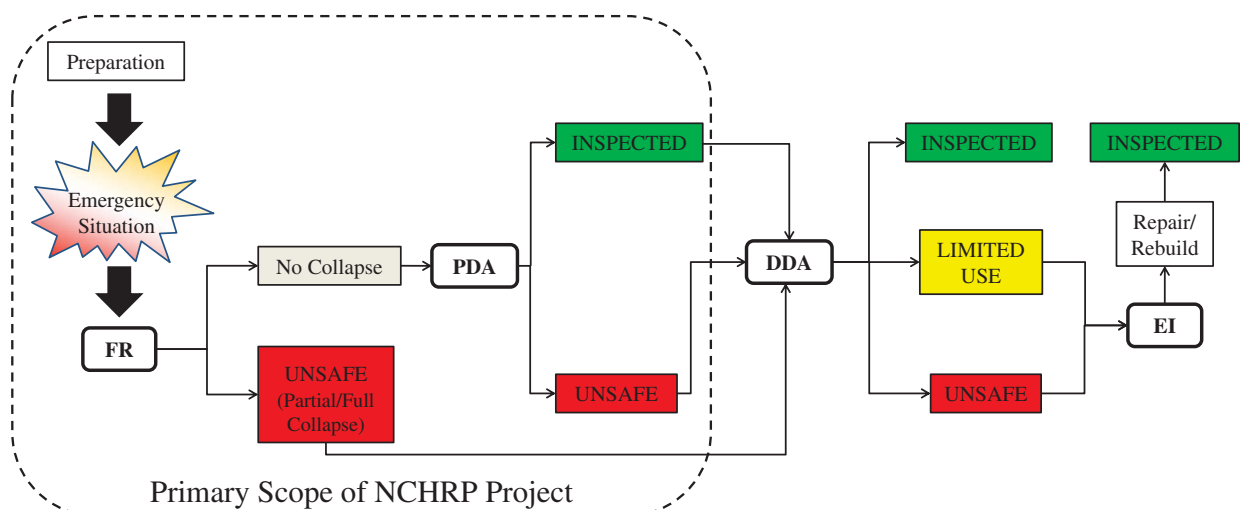 Preparation
Emergency
Situation
FR
No Collapse
UNSAFE
(Partial/Full
Collapse)
PDA
INSPECTED
UNSAFE
DDA
INSPECTED
LIMITED
USE
UNSAFE
EI
Repair/
Rebuild
INSPECTED
Primary Scope of NCHRP Project